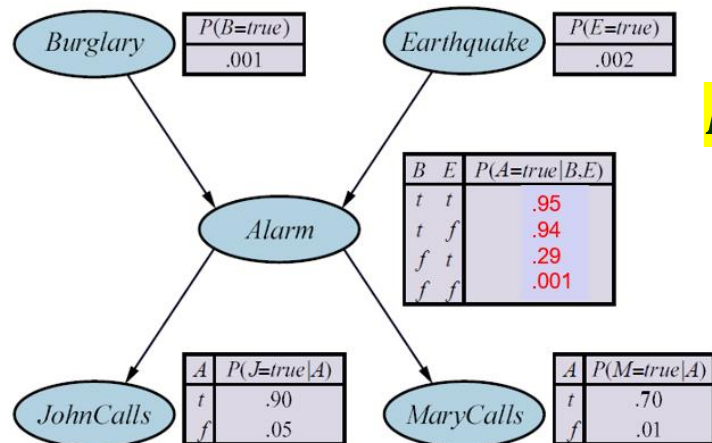 Burglary
P(B=true)
.001
Earthquake
P(E=true)
.002
B E P(A=true|B,E)
t t .95
t f .94
f t .29
f f .001
Alarm
A P(J=true|A)
t .90
f .05
JohnCalls
A P(M=true|A)
t .70
f .01
MaryCalls